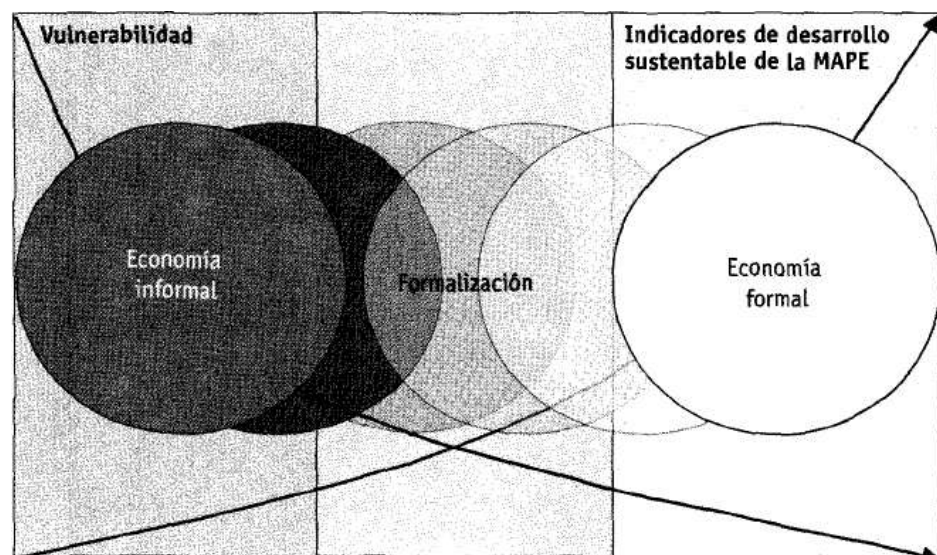 Vulnerabilidad
Indicadores de desarrollo
sustentable de la MAPE
Economía
informal
Formalización
Economía
formal